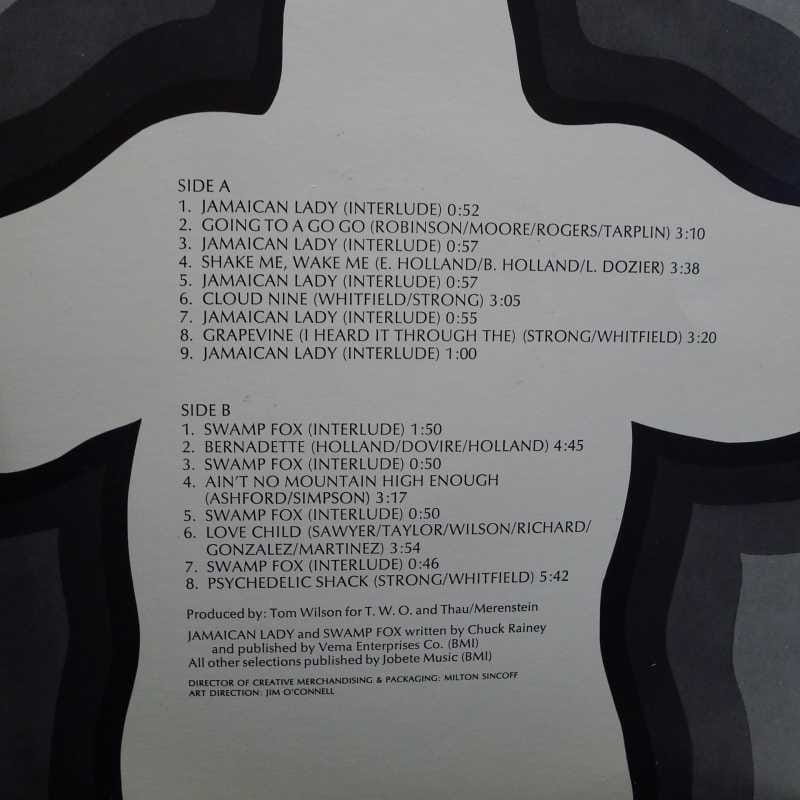 SIDE A
1. JAMAICAN LADY (INTERLUDE) 0:52
2. GOING TO A GO GO (ROBINSON/MOORE/ROGERS/TARPLIN) 3:10
3. JAMAICAN LADY (INTERLUDE) 0:57
4. SHAKE ME, WAKE ME (E. HOLLAND/B. HOLLAND/L. DOZIER) 3:38
5. JAMAICAN LADY (INTERLUDE) 0:57
6. CLOUD NINE (WHITFIELD/STRONG) 3:05
7. JAMAICAN LADY (INTERLUDE) 0:55
8. GRAPEVINE (I HEARD IT THROUGH THE) (STRONG/WHITFIELD) 3:20
9. JAMAICAN LADY (INTERLUDE) 1:00
SIDE B
1. SWAMP FOX (INTERLUDE) 1:50
2. BERNADETTE (HOLLAND/DOVIRE/HOLLAND) 4:45
3. SWAMP FOX (INTERLUDE) 0:50
4. AIN'T NO MOUNTAIN HIGH ENOUGH
(ASHFORD/SIMPSON) 3:17
5. SWAMP FOX (INTERLUDE) 0:50
6. LOVE CHILD (SAWYER/TAYLOR/WILSON/RICHARD/
GONZALEZ/MARTINEZ) 3:54
7. SWAMP FOX (INTERLUDE) 0:46
8. PSYCHEDELIC SHACK (STRONG/WHITFIELD) 5:42
Produced by: Tom Wilson for T. W. O. and Thau/Merenstein
JAMAICAN LADY and SWAMP FOX written by Chuck Rainey
and published by Vema Enterprises Co. (BMI)
All other selections published by Jobete Music (BMI)
DIRECTOR OF CREATIVE MERCHANDISING & PACKAGING: MILTON SINCOFF
ART DIRECTION: JIM O'CONNELL